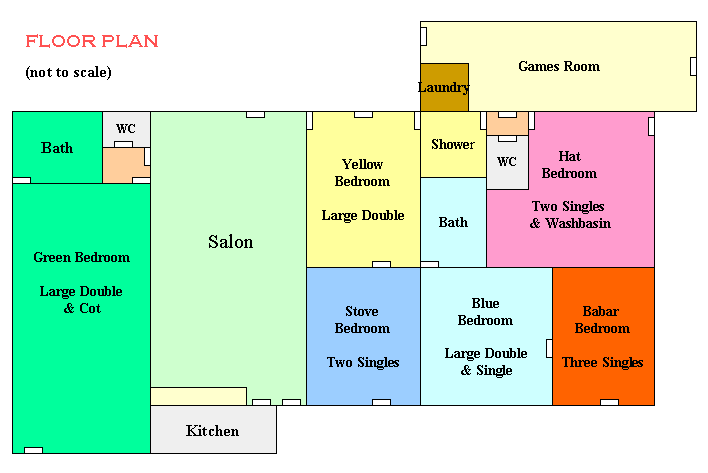 FLOOR PLAN
(not to scale)
Games Room
Laundry
WC
Bath
Shower
WC
Yellow
Bedroom
Large Double
Hat
Bedroom
Two Singles
& Washbasin
Salon
Bath
Green Bedroom
Large Double
& Cot
Stove
Bedroom
Two Singles
Blue
Bedroom
Large Double
& Single
Babar
Bedroom
Three Singles
Kitchen